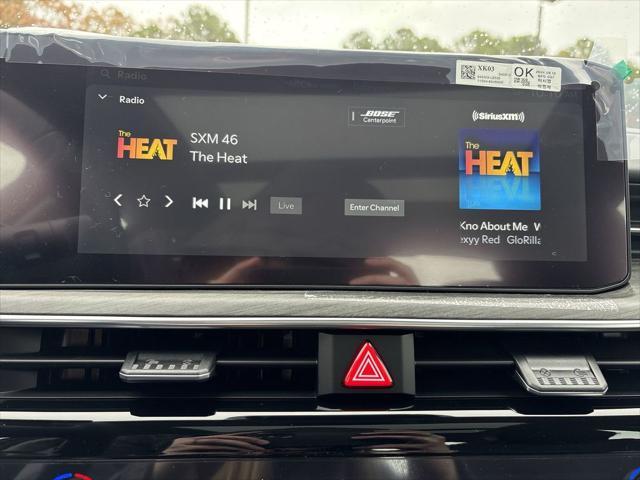 Radio
XK03
OK
Radio
BOSE
Centerpoint
((SiriusXM))
The
HEAT
SXM 46
The Heat
The
HEAT
Live
Enter Channel
Kno About Me W
exyy Red GloRilla